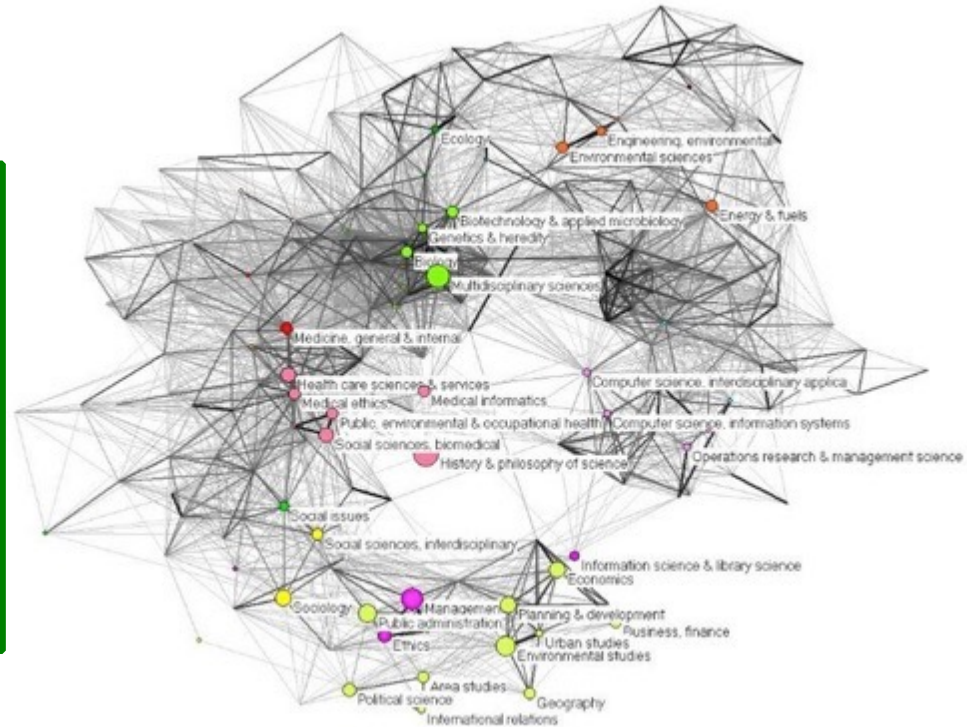 Ecology
Engineering, environmental
Environmental sciences
Energy & fuels
Biotechnology & applied microbiology
Genetics & heredity
Biology
Multidisciplinary sciences
Medicine, general & internal
Health care sciences & services
Computer science, interdisciplinary applica
Medical ethics
Medical informatics
Public, environmental & occupational health
Computer science, information systems
Social sciences, biomedical
History & philosophy of science
Operations research & management science
Social issues
Social sciences, interdisciplinary
Information science & library science
Economics
Sociology
Management
Planning & development
Public administration
Business, finance
Ethics
Urban studies
Environmental studies
Area studies
Political science
Geography
International relations